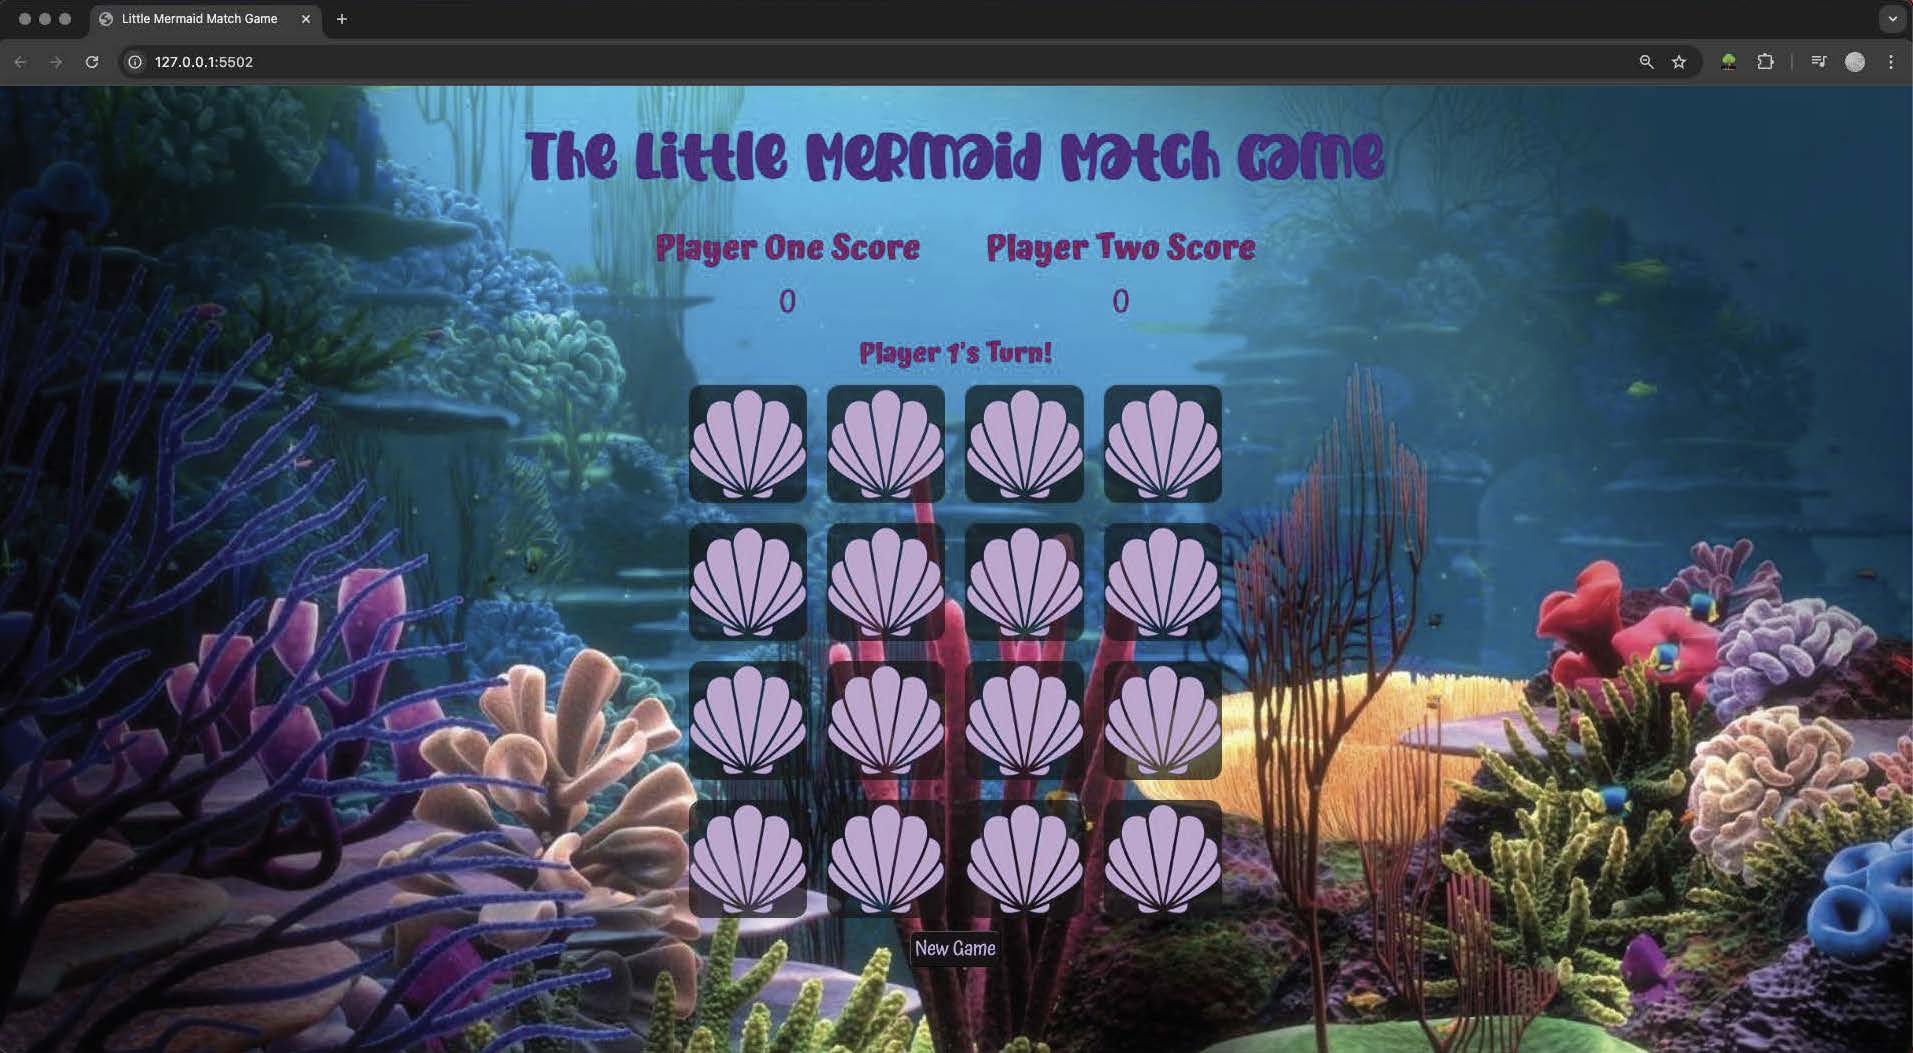 Little Mermaid Match Game
127.0.0.1:5502
The Little Mermaid Match Game
Player One Score Player Two Score
0 0
Player 1's Turn!
New Game